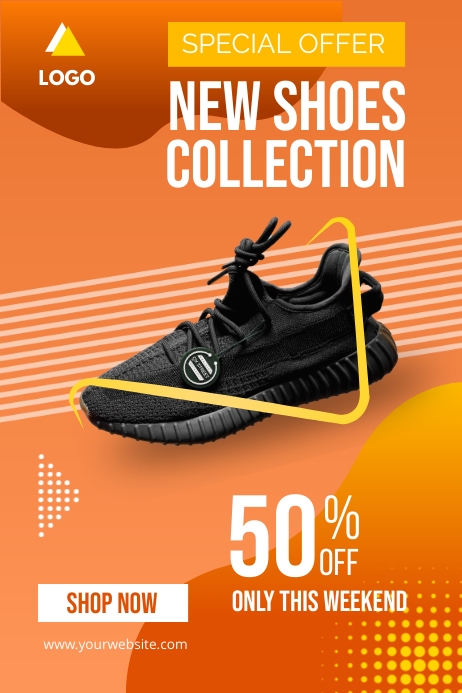 LOGO
SPECIAL OFFER
NEW SHOES
COLLECTION
50%
OFF
ONLY THIS WEEKEND
SHOP NOW
www.yourwebsite.com